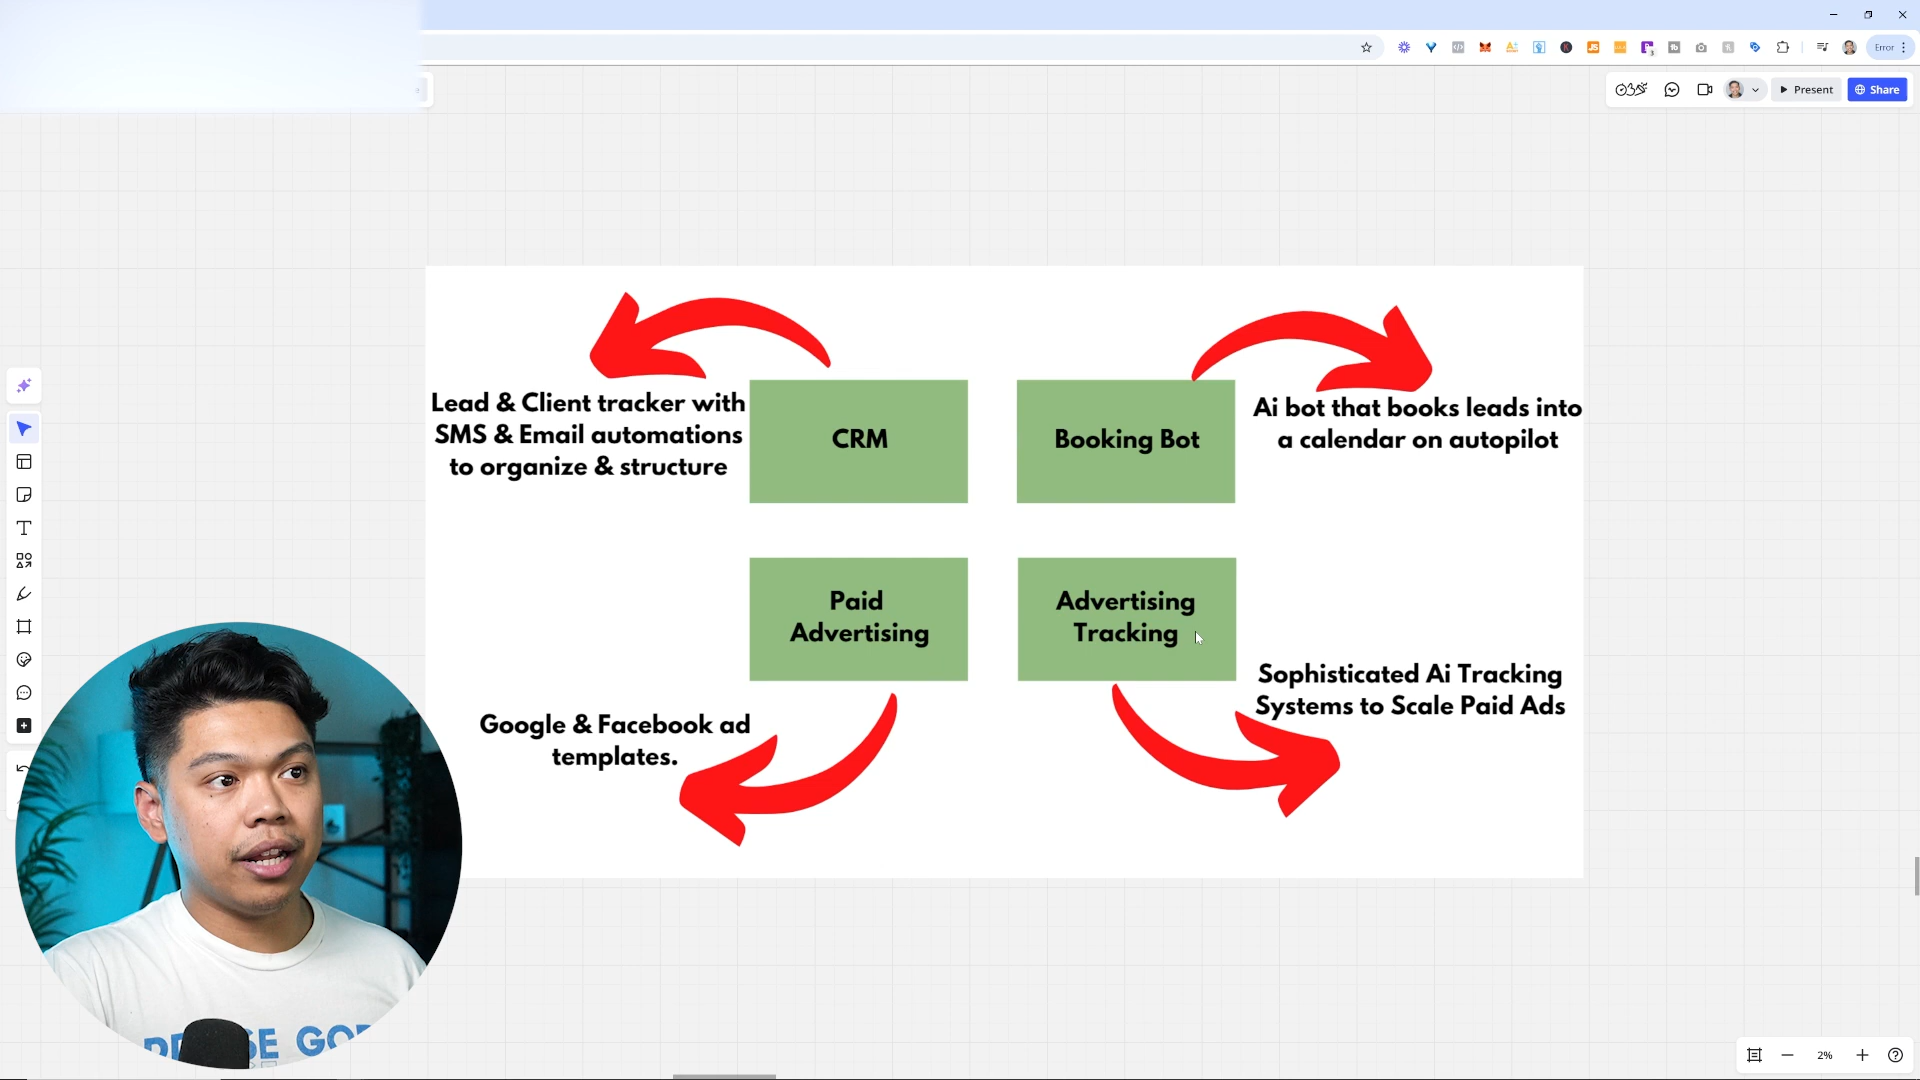 Error
Present
Share
Lead & Client tracker with
SMS & Email automations
to organize & structure
CRM
Booking Bot
Ai bot that books leads into
a calendar on autopilot
Paid
Advertising
Advertising
Tracking
Google & Facebook ad
templates.
Sophisticated Ai Tracking
Systems to Scale Paid Ads
2%